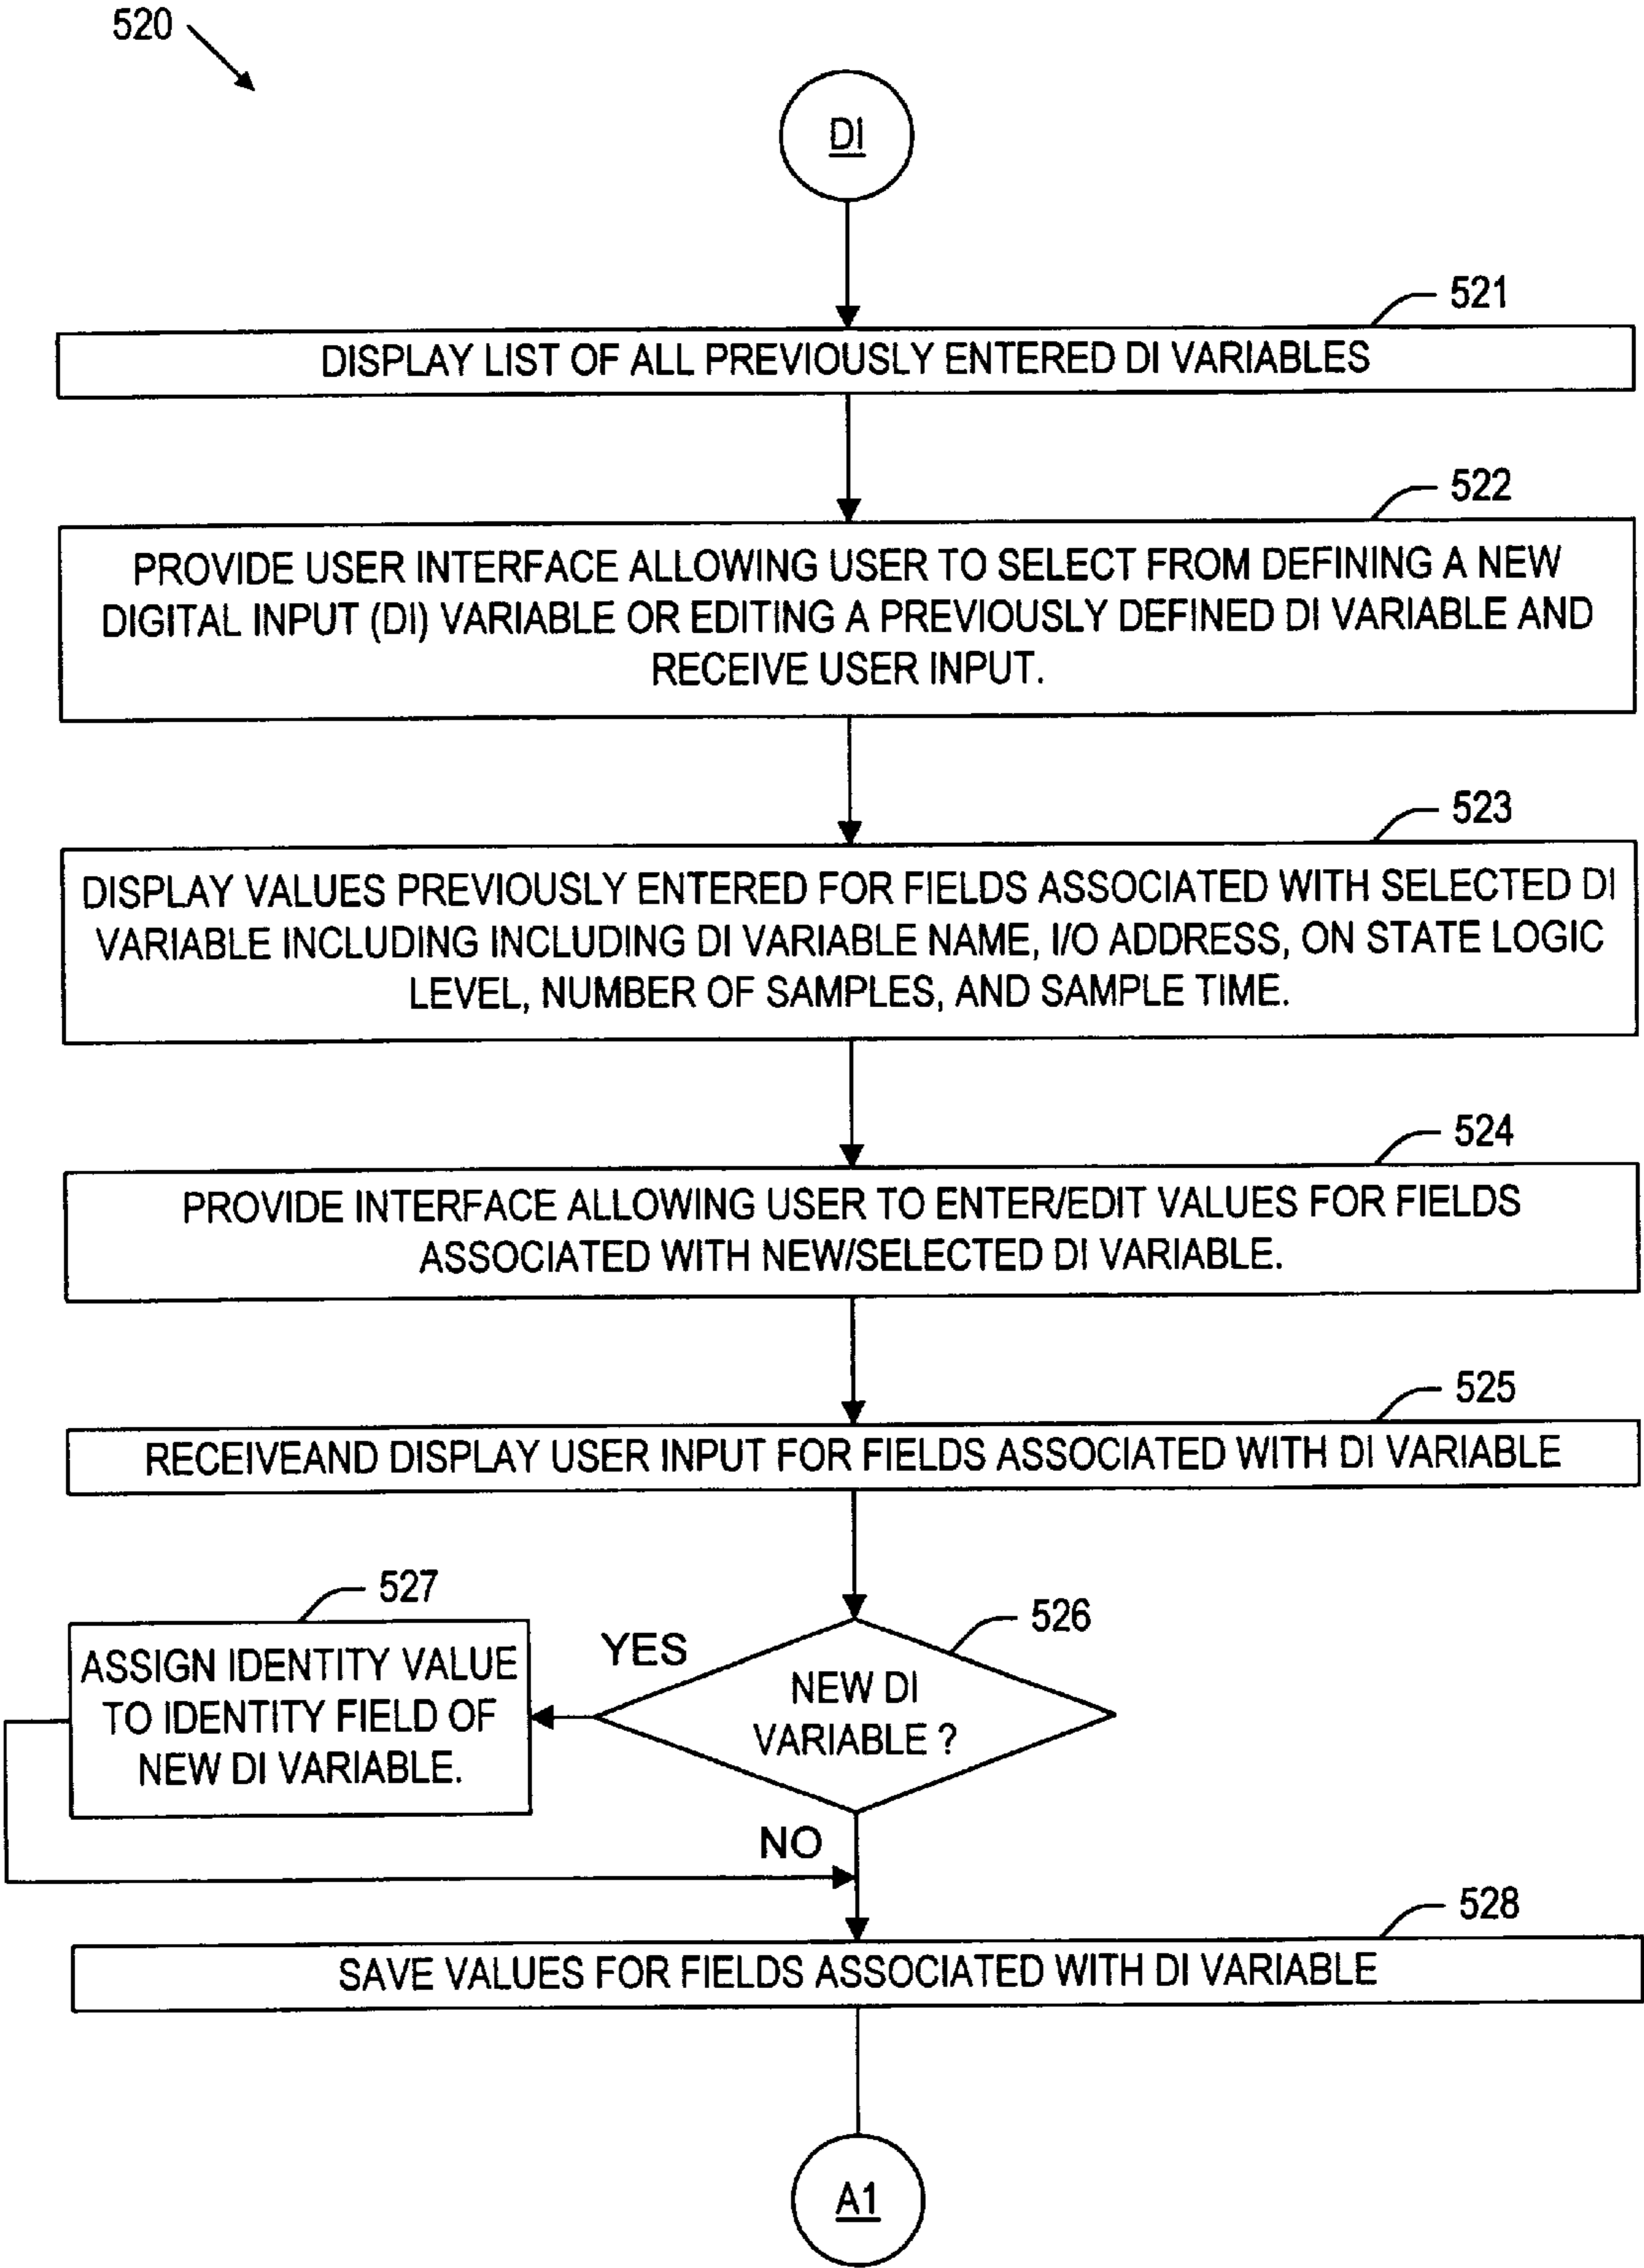 520
DI
521
DISPLAY LIST OF ALL PREVIOUSLY ENTERED DI VARIABLES
522
PROVIDE USER INTERFACE ALLOWING USER TO SELECT FROM DEFINING A NEW
DIGITAL INPUT (DI) VARIABLE OR EDITING A PREVIOUSLY DEFINED DI VARIABLE AND
RECEIVE USER INPUT.
523
DISPLAY VALUES PREVIOUSLY ENTERED FOR FIELDS ASSOCIATED WITH SELECTED DI
VARIABLE INCLUDING INCLUDING DI VARIABLE NAME, I/O ADDRESS, ON STATE LOGIC
LEVEL, NUMBER OF SAMPLES, AND SAMPLE TIME.
524
PROVIDE INTERFACE ALLOWING USER TO ENTER/EDIT VALUES FOR FIELDS
ASSOCIATED WITH NEW/SELECTED DI VARIABLE.
525
RECEIVEAND DISPLAY USER INPUT FOR FIELDS ASSOCIATED WITH DI VARIABLE
527
ASSIGN IDENTITY VALUE
TO IDENTITY FIELD OF
NEW DI VARIABLE.
YES
526
NEW DI
VARIABLE ?
NO
528
SAVE VALUES FOR FIELDS ASSOCIATED WITH DI VARIABLE
A1